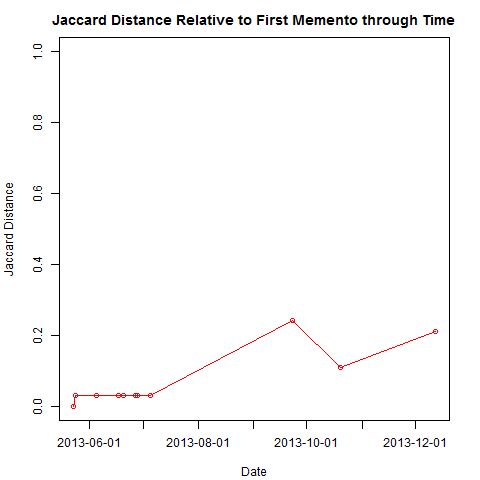 Jaccard Distance Relative to First Memento through Time
1.0
0.8
0.6
0.4
0.2
0.0
Jaccard Distance
2013-06-01 2013-08-01 2013-10-01 2013-12-01
Date